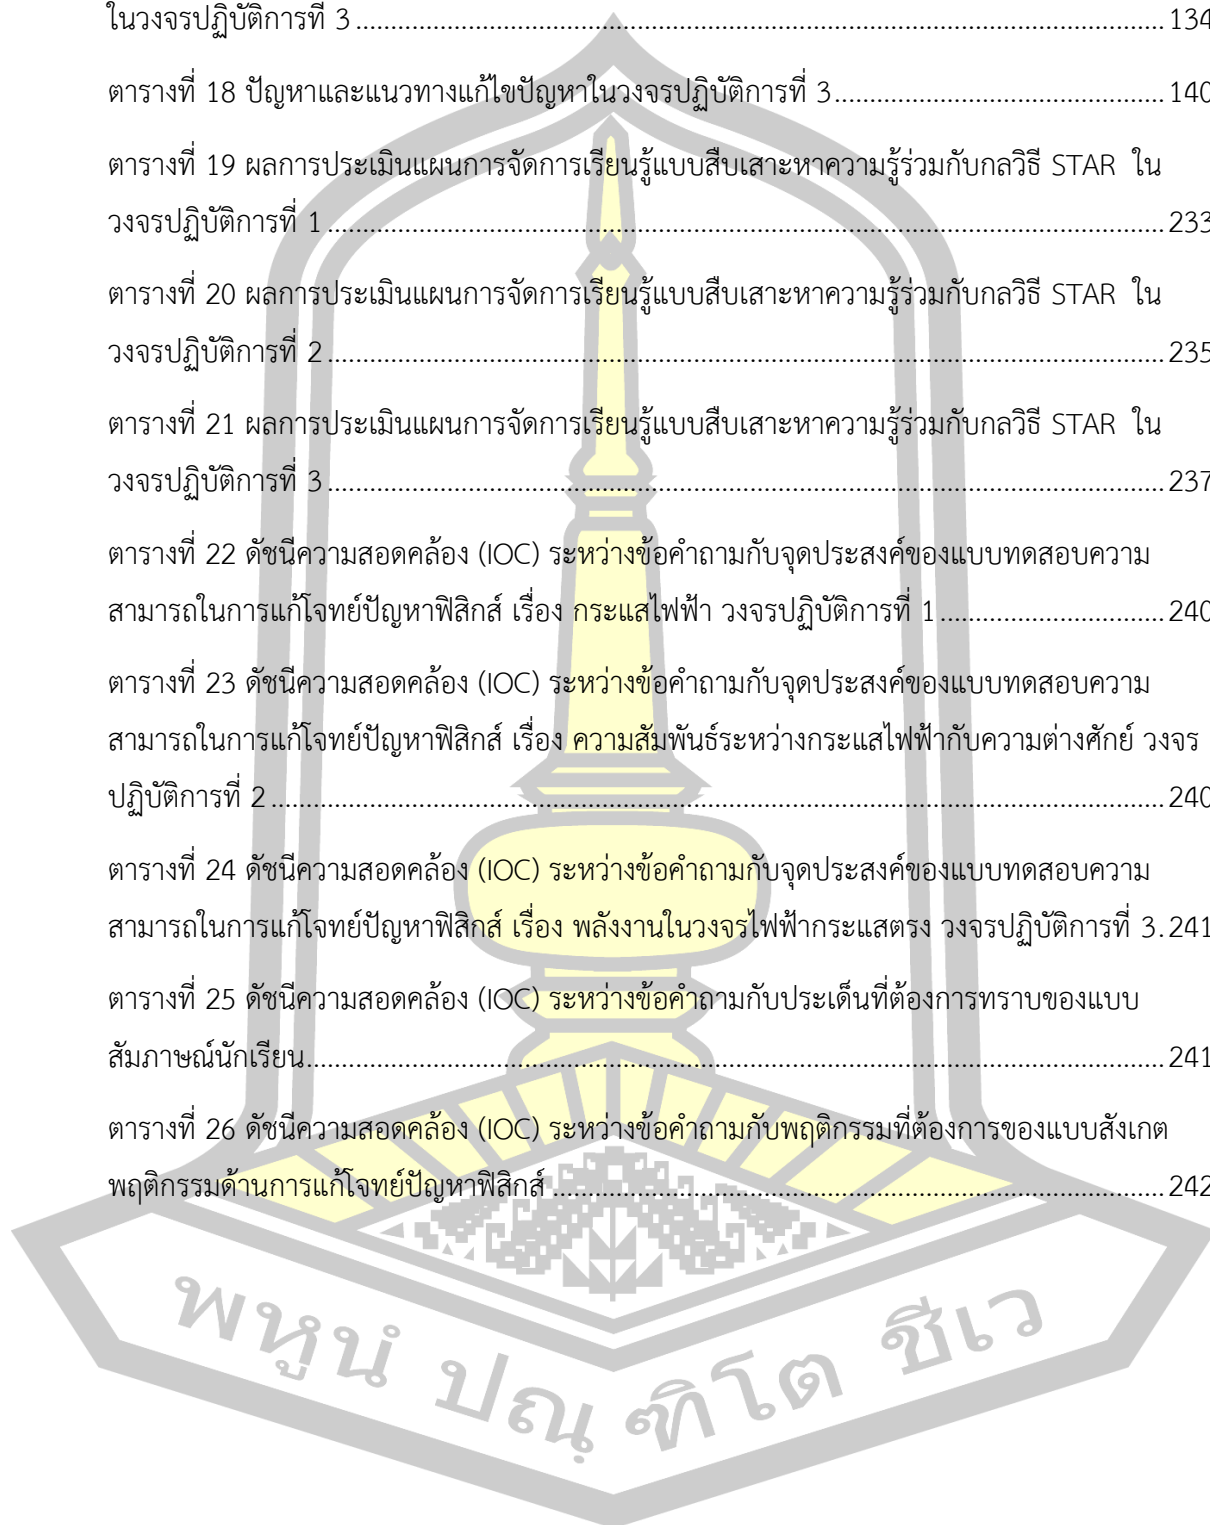 ในวงจรปฏิบัติการที่ 3 ........................................................................................................................ 134
ตารางที่ 18 ปัญหาและแนวทางแก้ไขปัญหาในวงจรปฏิบัติการที่ 3 ............................................... 140
ตารางที่ 19 ผลการประเมินแผนการจัดการเรียนรู้แบบสืบเสาะหาความรู้ร่วมกับกลวิธี STAR ใน
วงจรปฏิบัติการที่ 1 ........................................................................................................................ 233
ตารางที่ 20 ผลการประเมินแผนการจัดการเรียนรู้แบบสืบเสาะหาความรู้ร่วมกับกลวิธี STAR ใน
วงจรปฏิบัติการที่ 2 ........................................................................................................................ 235
ตารางที่ 21 ผลการประเมินแผนการจัดการเรียนรู้แบบสืบเสาะหาความรู้ร่วมกับกลวิธี STAR ใน
วงจรปฏิบัติการที่ 3 ........................................................................................................................ 237
ตารางที่ 22 ดัชนีความสอดคล้อง (IOC) ระหว่างข้อคำถามกับจุดประสงค์ของแบบทดสอบความ
สามารถในการแก้โจทย์ปัญหาฟิสิกส์ เรื่อง กระแสไฟฟ้า วงจรปฏิบัติการที่ 1 ................................ 240
ตารางที่ 23 ดัชนีความสอดคล้อง (IOC) ระหว่างข้อคำถามกับจุดประสงค์ของแบบทดสอบความ
สามารถในการแก้โจทย์ปัญหาฟิสิกส์ เรื่อง ความสัมพันธ์ระหว่างกระแสไฟฟ้ากับความต่างศักย์ วงจร
ปฏิบัติการที่ 2 ................................................................................................................................ 240
ตารางที่ 24 ดัชนีความสอดคล้อง (IOC) ระหว่างข้อคำถามกับจุดประสงค์ของแบบทดสอบความ
สามารถในการแก้โจทย์ปัญหาฟิสิกส์ เรื่อง พลังงานในวงจรไฟฟ้ากระแสตรง วงจรปฏิบัติการที่ 3. 241
ตารางที่ 25 ดัชนีความสอดคล้อง (IOC) ระหว่างข้อคำถามกับประเด็นที่ต้องการทราบของแบบ
สัมภาษณ์นักเรียน ........................................................................................................................... 241
ตารางที่ 26 ดัชนีความสอดคล้อง (IOC) ระหว่างข้อคำถามกับพฤติกรรมที่ต้องการของแบบสังเกต
พฤติกรรมด้านการแก้โจทย์ปัญหาฟิสิกส์ ........................................................................................ 242
พหูนํ ปณฺฑิโต ชีเว